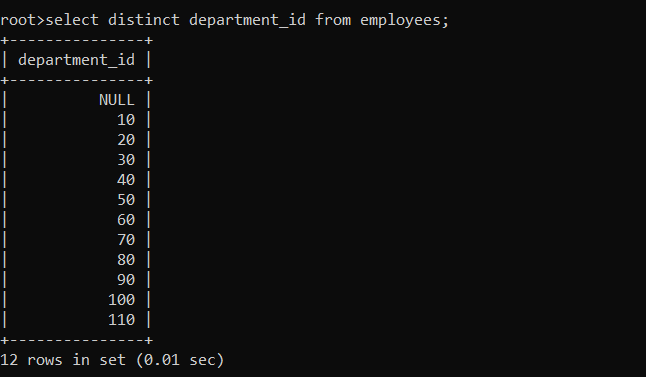 root>select distinct department_id from employees;
+---------------+
| department_id |
+---------------+
|          NULL |
|            10 |
|            20 |
|            30 |
|            40 |
|            50 |
|            60 |
|            70 |
|            80 |
|            90 |
|           100 |
|           110 |
+---------------+
12 rows in set (0.01 sec)